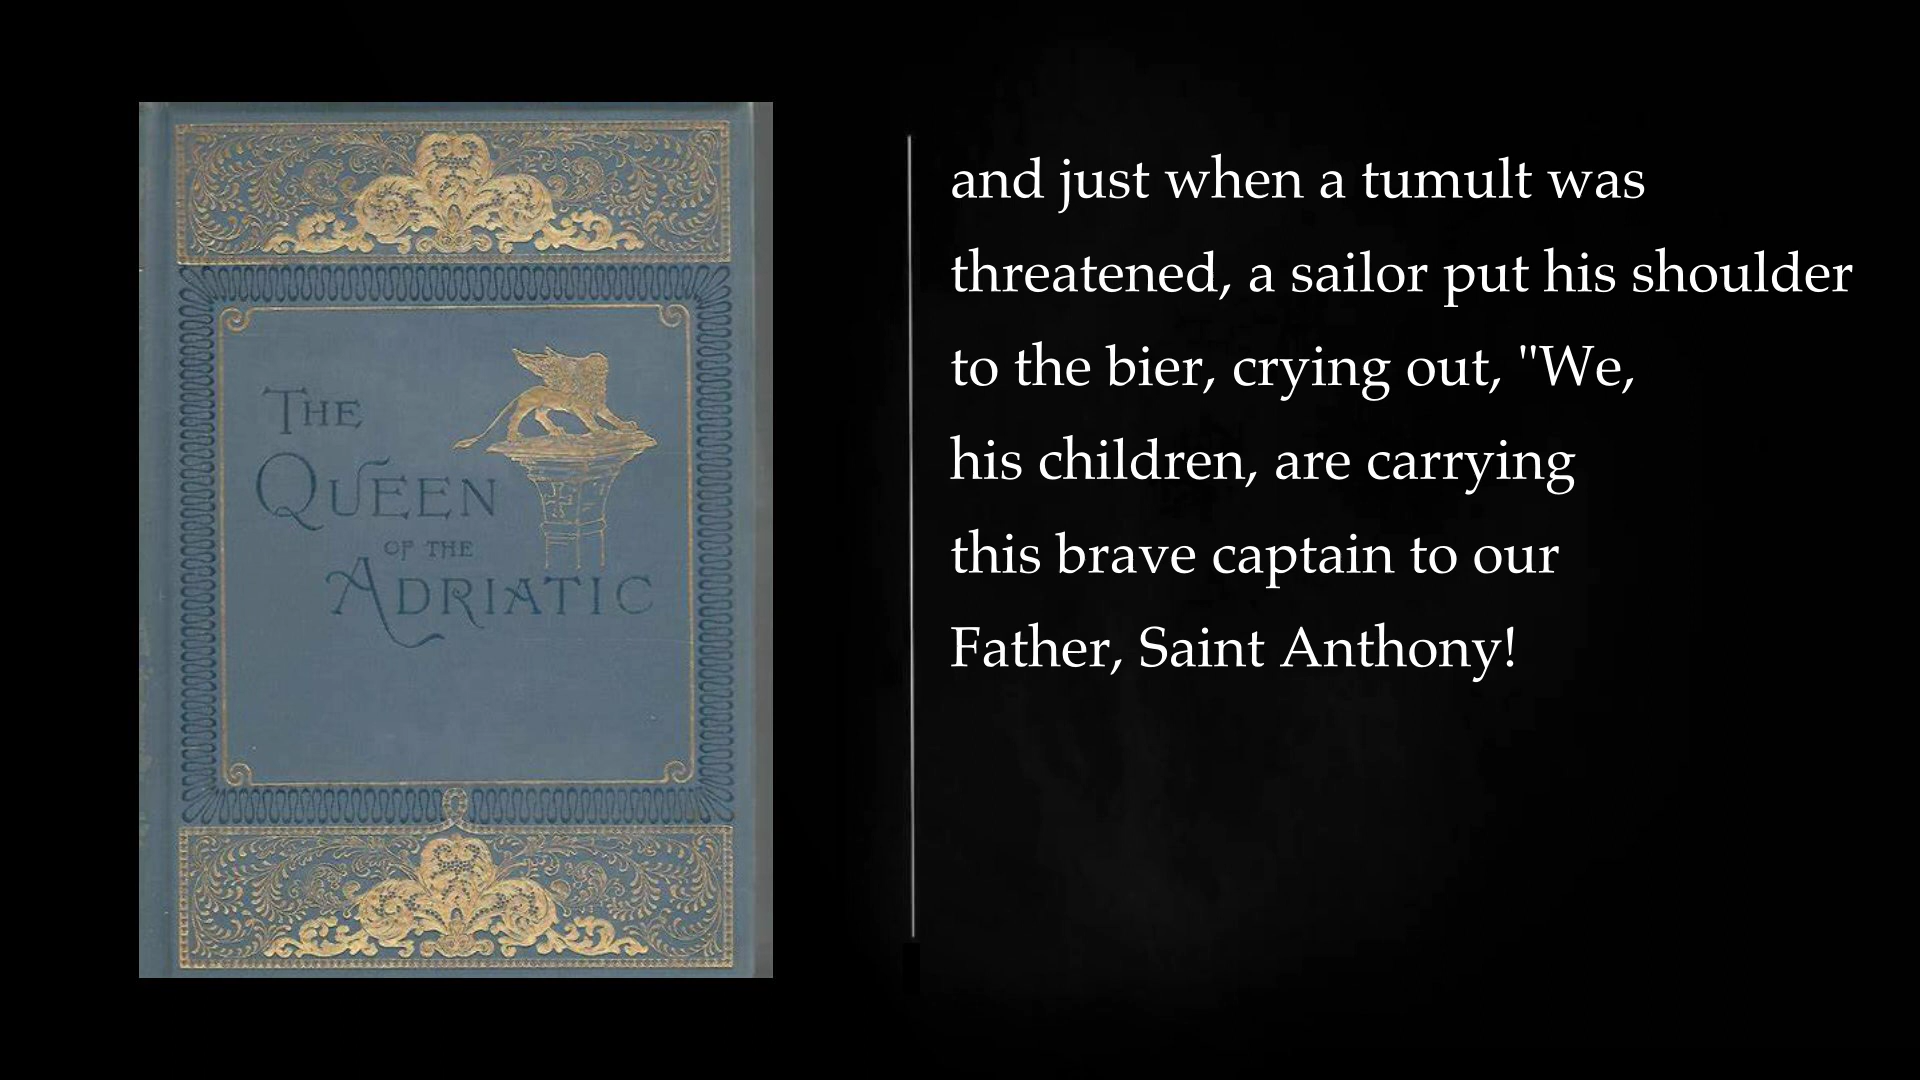 THE
QUEEN
OF THE
ADRIATIC
and just when a tumult was
threatened, a sailor put his shoulder
to the bier, crying out, "We,
his children, are carrying
this brave captain to our
Father, Saint Anthony!